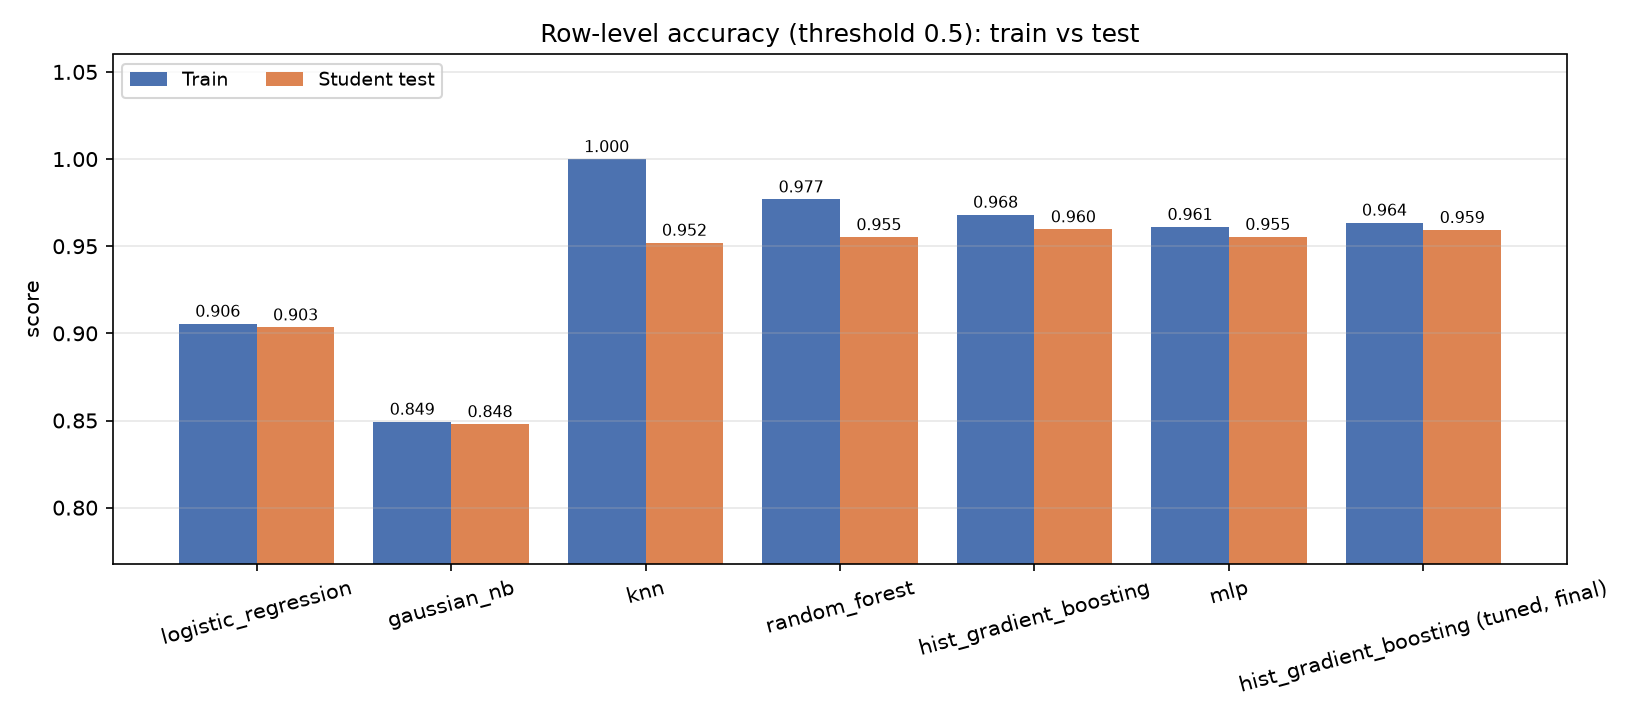 Row-level accuracy (threshold 0.5): train vs test
Train
Student test
score
1.05
1.00
0.95
0.90
0.85
0.80
0.906
0.903
0.849
0.848
1.000
0.952
0.977
0.955
0.968
0.960
0.961
0.955
0.964
0.959
logistic_regression
gaussian_nb
knn
random_forest
hist_gradient_boosting
mlp
hist_gradient_boosting (tuned, final)